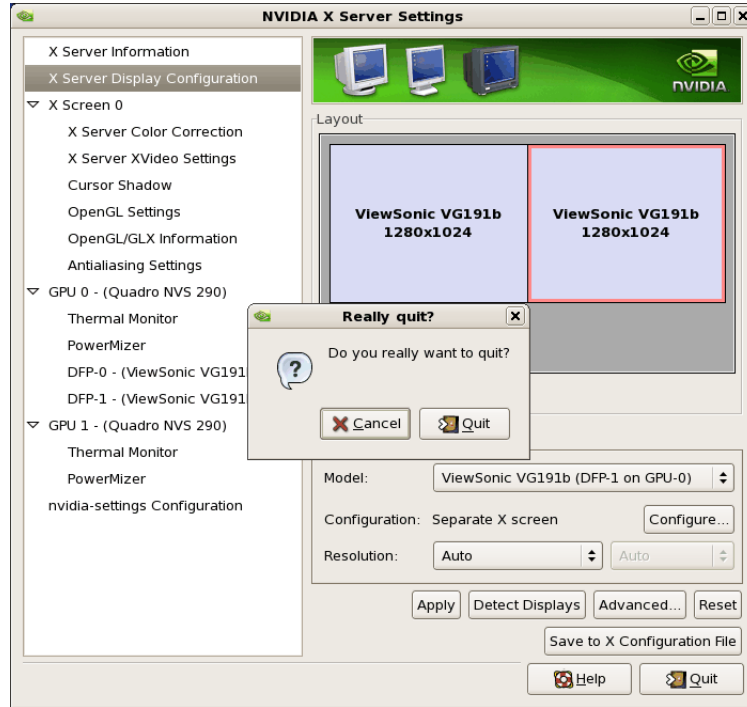 NVIDIA X Server Settings
X Server Information
X Server Display Configuration
X Screen 0
X Server Color Correction
X Server XVideo Settings
Cursor Shadow
OpenGL Settings
OpenGL/GLX Information
Antialiasing Settings
GPU 0 - (Quadro NVS 290)
Thermal Monitor
PowerMizer
DFP-0 - (ViewSonic VG191
DFP-1 - (ViewSonic VG191
GPU 1 - (Quadro NVS 290)
Thermal Monitor
PowerMizer
nvidia-settings Configuration
NVIDIA
Layout
ViewSonic VG191b
1280x1024
ViewSonic VG191b
1280x1024
Really quit?
Do you really want to quit?
Cancel
Quit
Model:
ViewSonic VG191b (DFP-1 on GPU-0)
Configuration: Separate X screen
Configure...
Resolution:
Auto
Auto
Apply
Detect Displays
Advanced...
Reset
Save to X Configuration File
Help
Quit